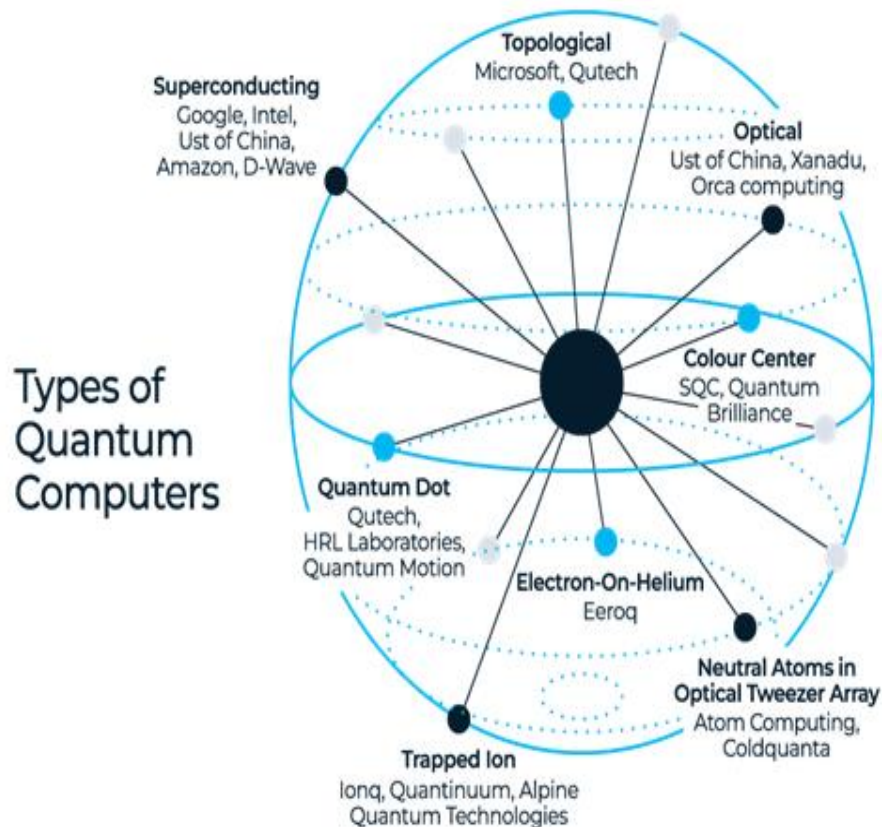 Topological
Microsoft, Qutech
Superconducting
Google, Intel,
Ust of China,
Amazon, D-Wave
Optical
Ust of China, Xanadu,
Orca computing
Types of
Quantum
Computers
Colour Center
SQC, Quantum
Brilliance
Quantum Dot
Qutech,
HRL Laboratories,
Quantum Motion
Electron-On-Helium
Eeroq
Neutral Atoms in
Optical Tweezer Array
Atom Computing,
Coldquanta
Trapped Ion
Ionq, Quantinuum, Alpine
Quantum Technologies